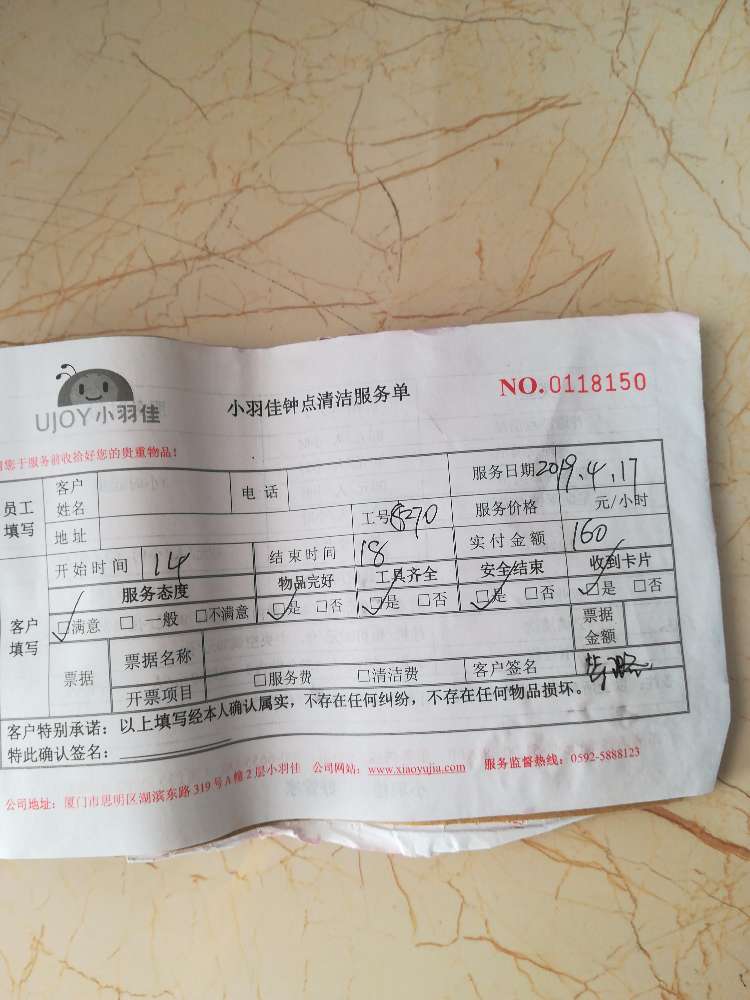 UJOY小羽佳
小羽佳钟点清洁服务单
NO.0118150
您于服务前收拾好您的贵重物品!
员工填写 客户姓名 电话 服务日期 2019.4.17
地址 工号 8270 服务价格 元/小时
客户填写 开始时间 14 结束时间 18 实付金额 160
服务态度 物品完好 工具齐全 安全结束 收到卡片
☑满意 □一般 □不满意 ☑是 □否 ☑是 □否 ☑是 □否 ☑是 □否
票据 票据名称 票据金额
开票项目 □服务费 □清洁费 客户签名
客户特别承诺：以上填写经本人确认属实，不存在任何纠纷，不存在任何物品损坏。
特此确认签名：
公司地址：厦门市思明区湖滨东路319号A幢2层小羽佳 公司网站：www.xiaoyujia.com 服务监督热线：0592-5888123